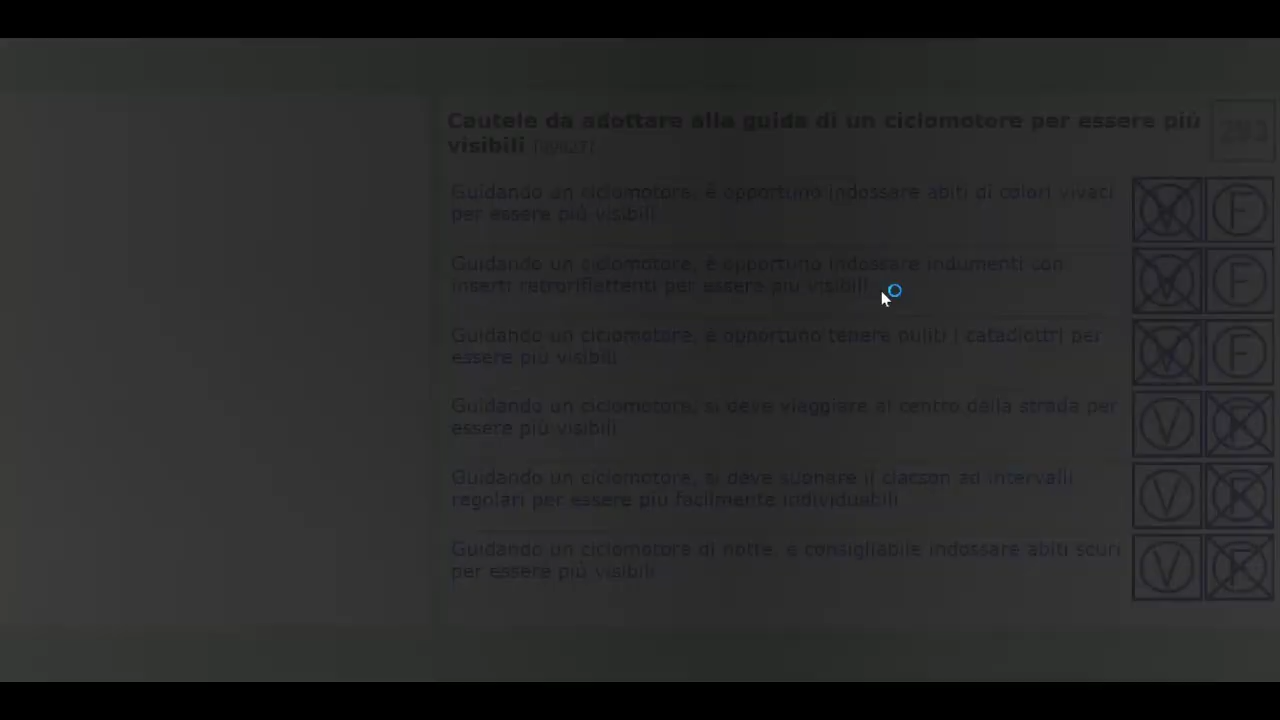 Cautele da adottare alla guida di un ciclomotore per essere più
visibili
Guidando un ciclomotore, è opportuno indossare abiti di colori vivaci
per essere più visibili
V F
Guidando un ciclomotore, è opportuno indossare indumenti con
inserti retroriflettenti per essere più visibili
V F
Guidando un ciclomotore, è opportuno tenere puliti i catadiottri per
essere più visibili
V F
Guidando un ciclomotore, si deve viaggiare al centro della strada per
essere più visibili
V F
Guidando un ciclomotore, si deve suonare il clacson ad intervalli
regolari per essere più facilmente individuabili
V F
Guidando un ciclomotore di notte, è consigliabile indossare abiti scuri
per essere più visibili
V F